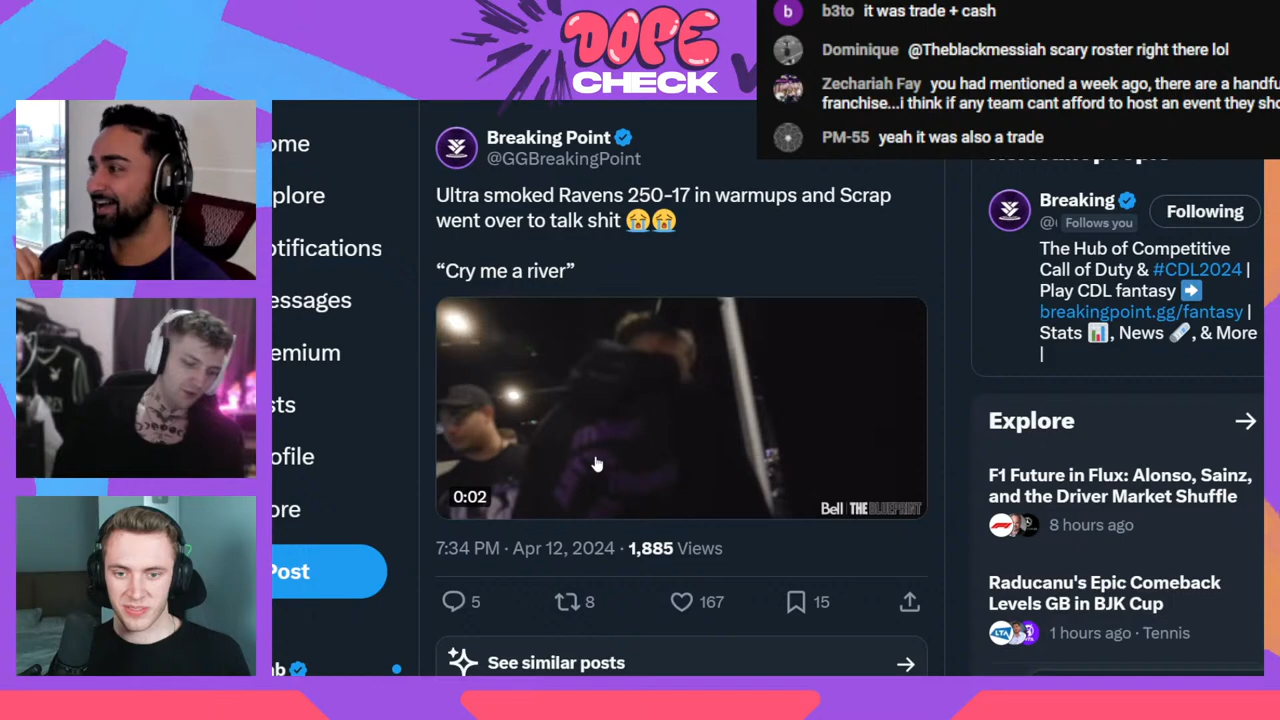 DOPE
CHECK
b3to it was trade + cash
Dominique @Theblackmessiah scary roster right there lol
Zechariah Fay you had mentioned a week ago, there are a handfu
franchise...i think if any team cant afford to host an event they sho
PM-55 yeah it was also a trade
ome
plore
otifications
essages
emium
sts
ofile
ore
Post
Breaking Point
@GGBreakingPoint
Ultra smoked Ravens 250-17 in warmups and Scrap
went over to talk shit 😭😭
“Cry me a river”
0:02
Bell | THE BLUEPRINT
7:34 PM · Apr 12, 2024 · 1,885 Views
5
8
167
15
See similar posts
Breaking
Follows you
Following
The Hub of Competitive
Call of Duty & #CDL2024 |
Play CDL fantasy ➡️
breakingpoint.gg/fantasy |
Stats 📊, News 🗞️, & More
|
Explore
F1 Future in Flux: Alonso, Sainz,
and the Driver Market Shuffle
8 hours ago
Raducanu's Epic Comeback
Levels GB in BJK Cup
1 hours ago · Tennis